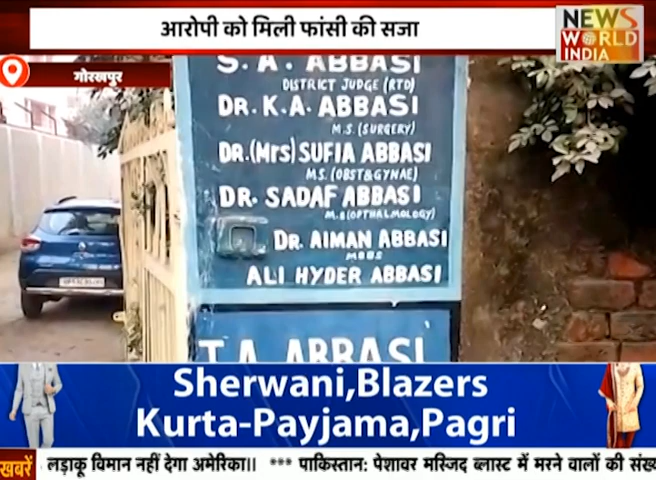 आरोपी को मिली फांसी की सजा
NEWS
WORLD
INDIA
गोरखपुर
S. A. ABBASI
DISTRICT JUDGE (RTD)
DR. K.A. ABBASI
M.S. (SURGERY)
DR. (Mrs) SUFIA ABBASI
MS. (OBST & GYNAE)
DR. SADAF ABBASI
M.S (OPTHALMOLOGY)
DR. AIMAN ABBASI
MBBS
ALI HYDER ABBASI
T.A. ABBASI
Sherwani,Blazers
Kurta-Payjama,Pagri
खबरें लड़ाकू विमान नहीं देगा अमेरिका।। *** पाकिस्तान: पेशावर मस्जिद ब्लास्ट में मरने वालों की संख्